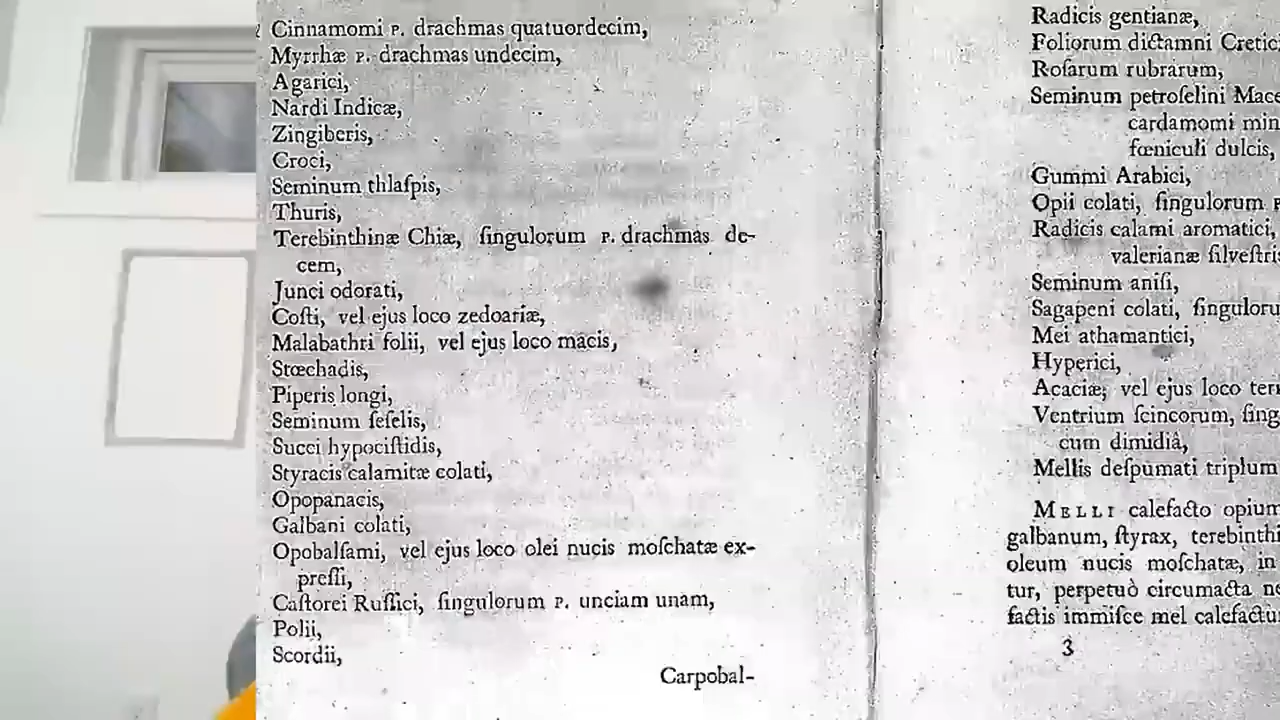 Cinnamomi P. drachmas quatuordecim,
Myrrhæ P. drachmas undecim,
Agarici,
Nardi Indicæ,
Zingiberis,
Croci,
Seminum thlaſpis,
Thuris,
Terebinthinæ Chiæ, ſingulorum P. drachmas de-
cem,
Junci odorati,
Coſti, vel ejus loco zedoariæ,
Malabathri folii, vel ejus loco macis,
Stœchadis,
Piperis longi,
Seminum ſeſelis,
Succi hypociſtidis,
Styracis calamitæ colati,
Opopanacis,
Galbani colati,
Opobalſami, vel ejus loco olei nucis moſchatæ ex-
preſſi,
Caſtorei Ruſſici, ſingulorum P. unciam unam,
Polii,
Scordii,
Carpobal-
Radicis gentianæ,
Foliorum dictamni Cretic
Roſarum rubrarum,
Seminum petroſelini Mace
cardamomi min
fœniculi dulcis,
Gummi Arabici,
Opii colati, ſingulorum P
Radicis calami aromatici,
valerianæ ſilveſtris
Seminum aniſi,
Sagapeni colati, ſinguloru
Mei athamantici,
Hyperici,
Acaciæ, vel ejus loco ter
Ventrium ſcincorum, ſing
cum dimidiâ,
Mellis deſpumati triplum
MELLI calefacto opium
galbanum, ſtyrax, terebinthi
oleum nucis moſchatæ, in
tur, perpetuò circumacta ne
factis immiſce mel calefactu
3